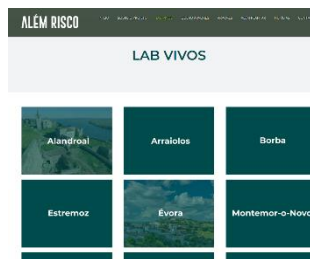 ALÉM RISCO
LAB VIVOS
Alandroal
Arraiolos
Borba
Estremoz
Évora
Montemor-o-Novo